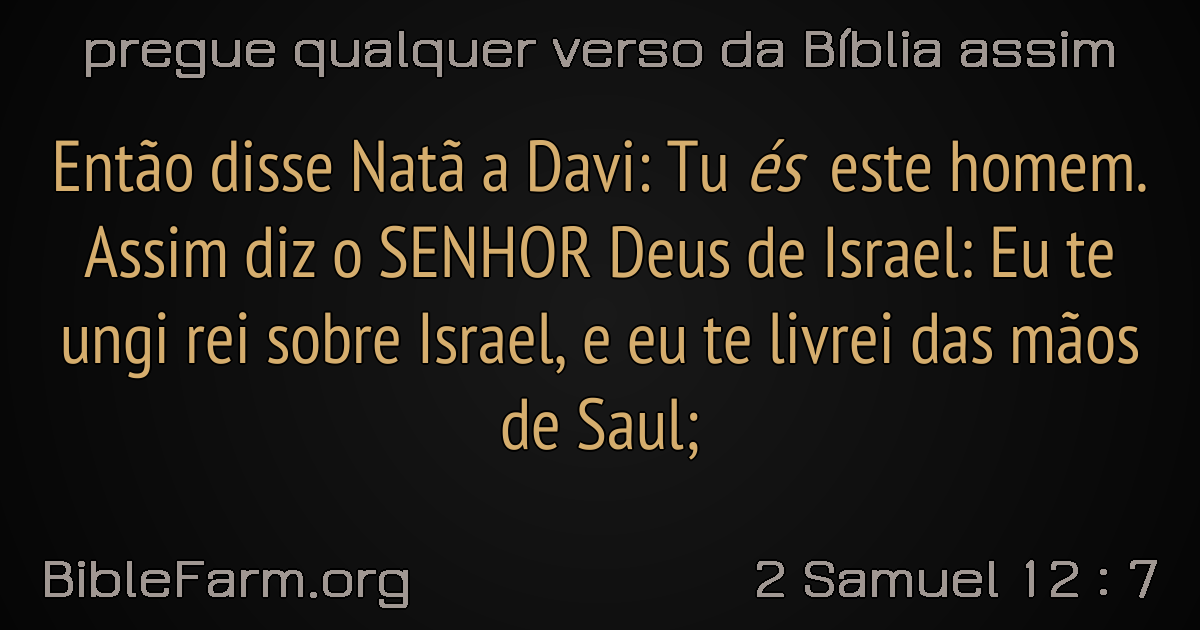 pregue qualquer verso da Bíblia assim
Então disse Natã a Davi: Tu és este homem.
Assim diz o SENHOR Deus de Israel: Eu te
ungi rei sobre Israel, e eu te livrei das mãos
de Saul;
BibleFarm.org
2 Samuel 12 : 7